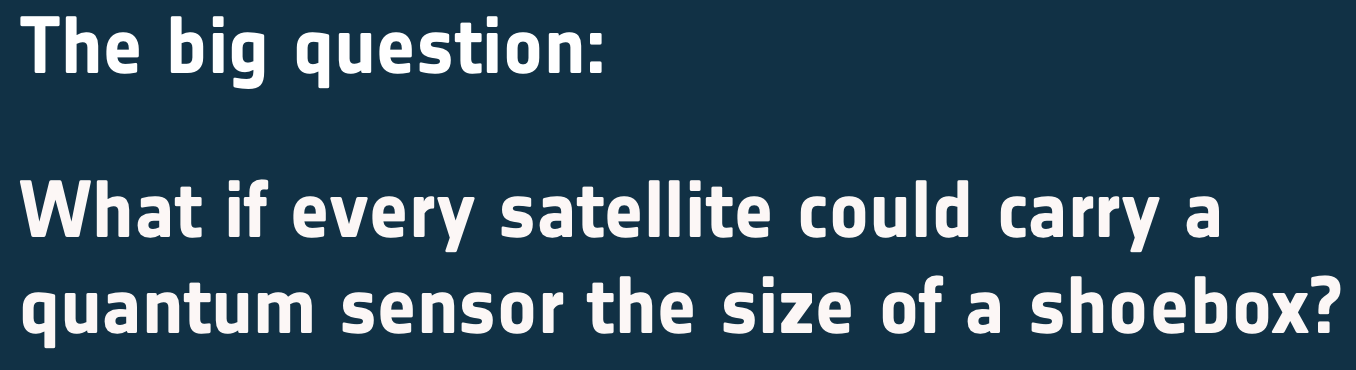 The big question:
What if every satellite could carry a
quantum sensor the size of a shoebox?